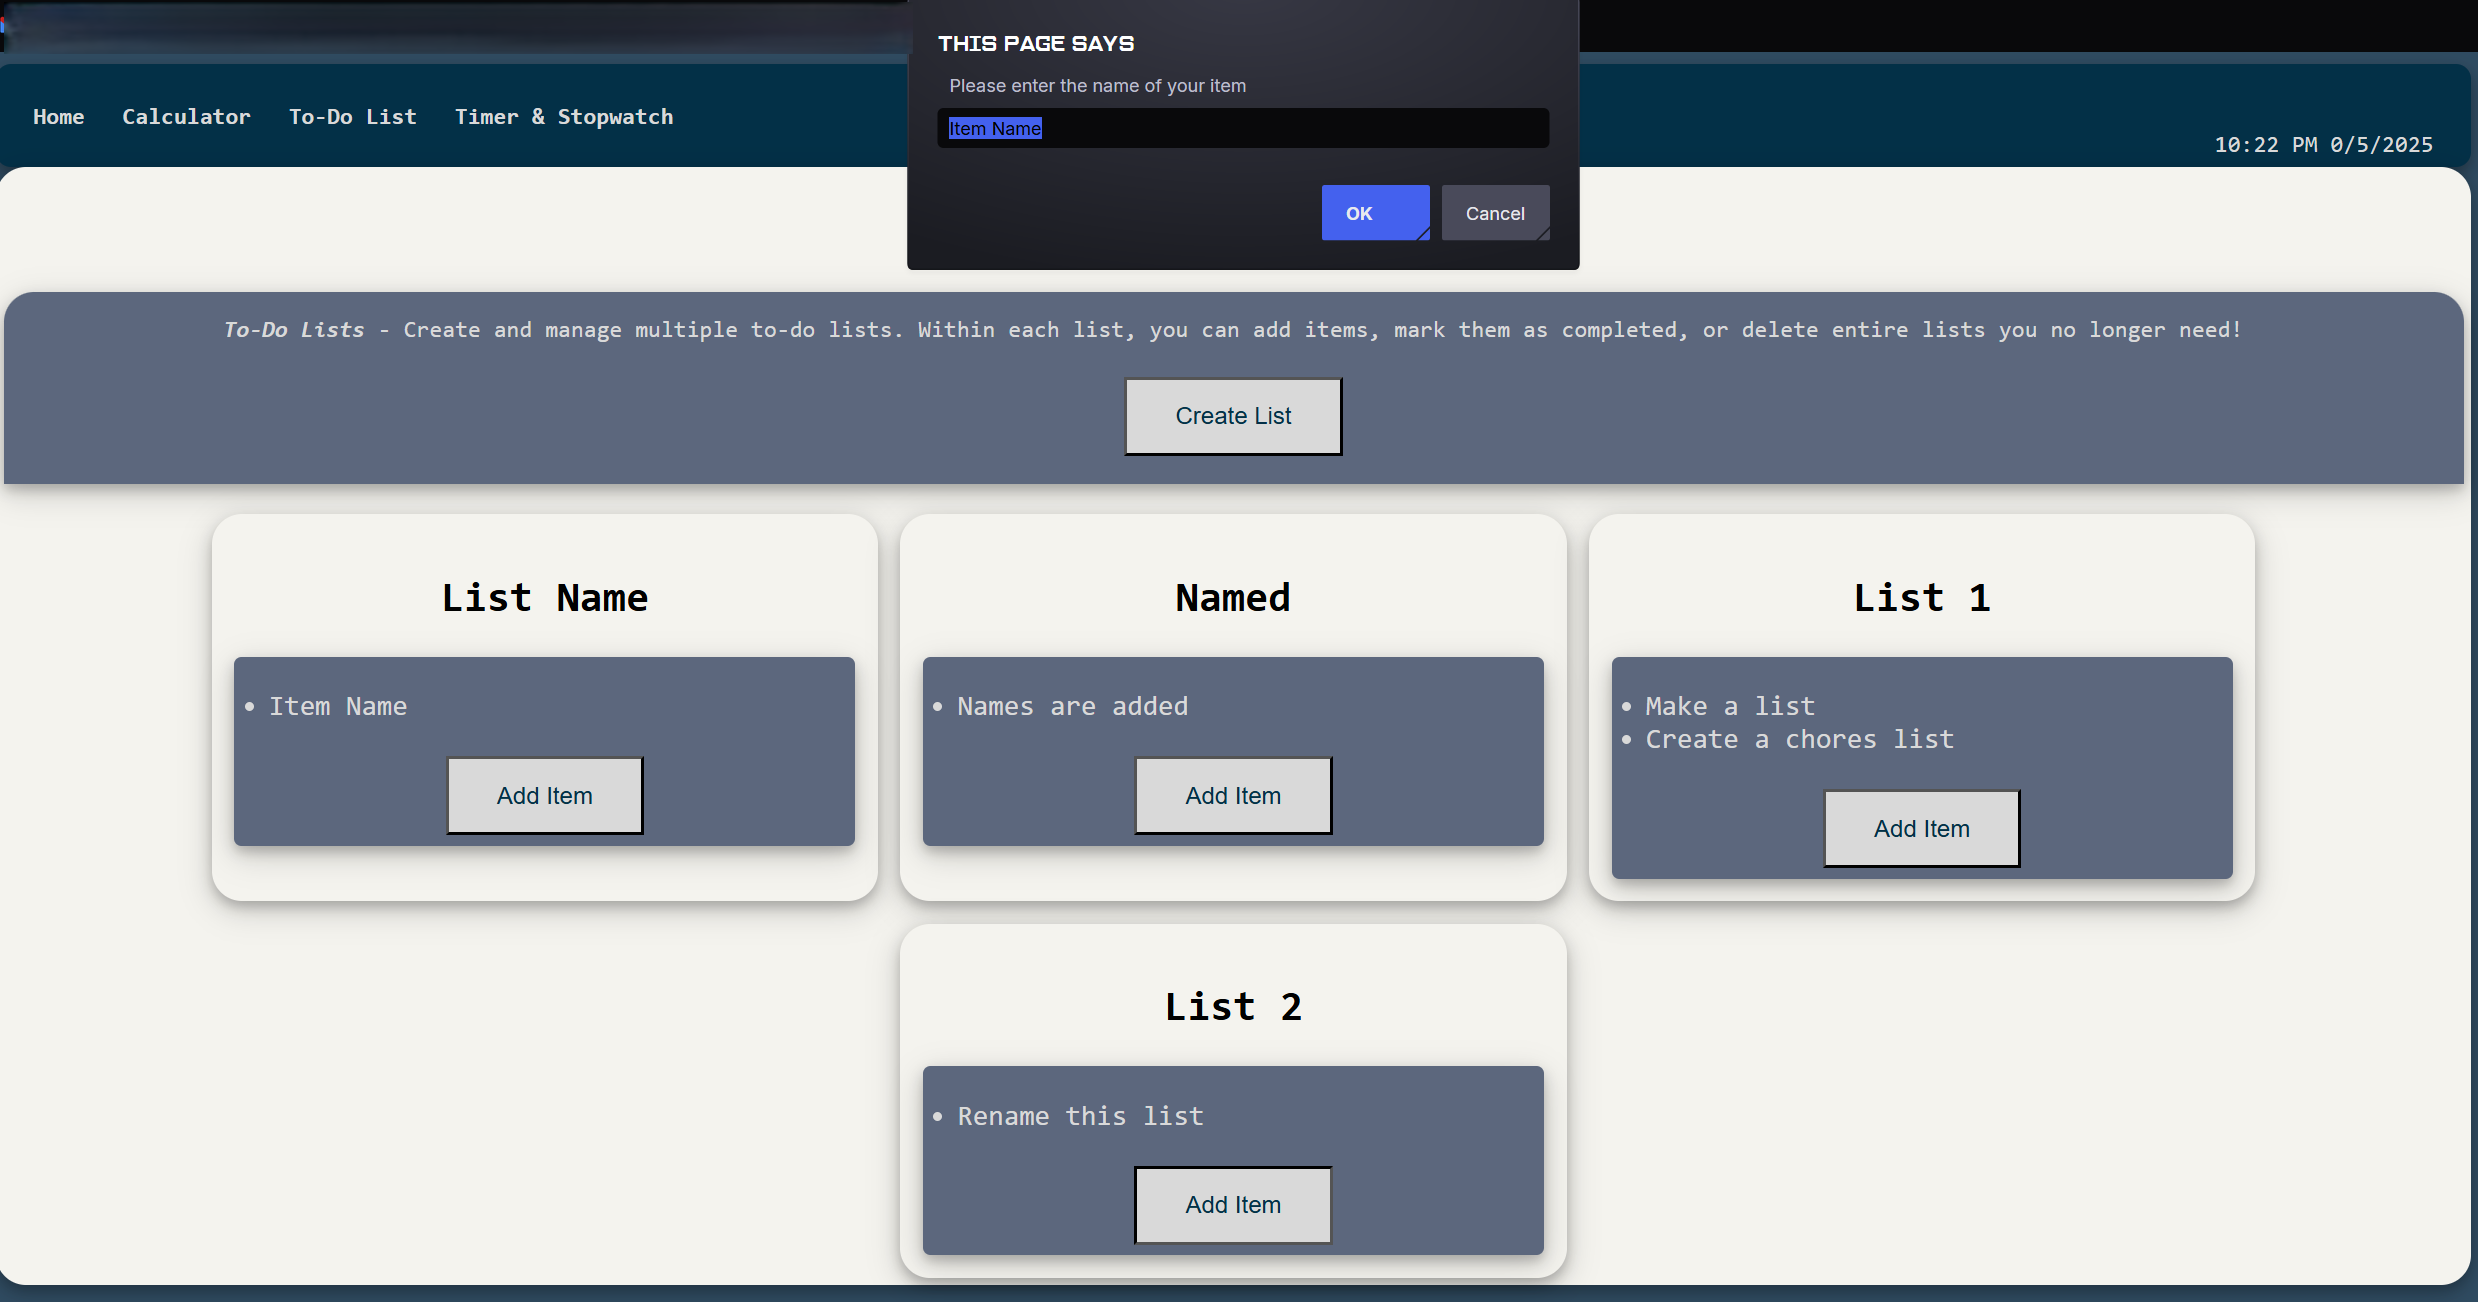 THIS PAGE SAYS
Please enter the name of your item
Item Name
OK Cancel
Home Calculator To-Do List Timer & Stopwatch
10:22 PM 0/5/2025
To-Do Lists - Create and manage multiple to-do lists. Within each list, you can add items, mark them as completed, or delete entire lists you no longer need!
Create List
List Name
• Item Name
Add Item
Named
• Names are added
Add Item
List 1
• Make a list
• Create a chores list
Add Item
List 2
• Rename this list
Add Item